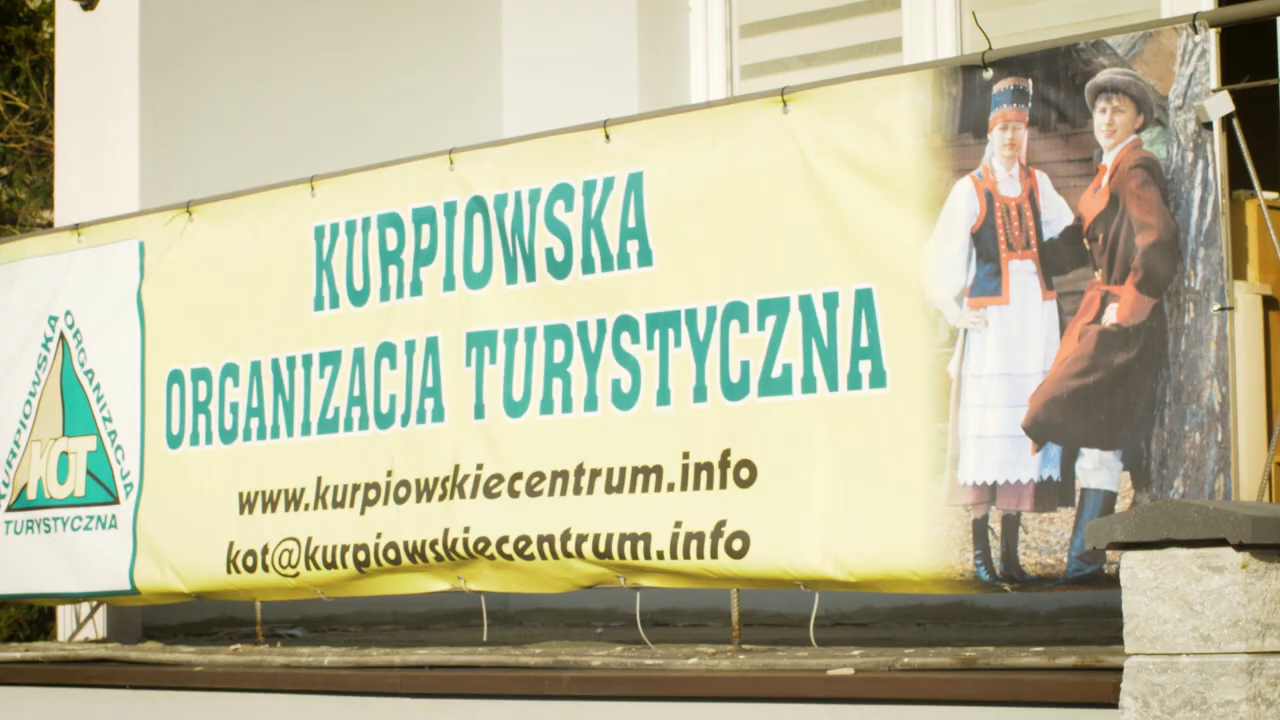 KURPIOWSKA
ORGANIZACJA TURYSTYCZNA
www.kurpiowskiecentrum.info
kot@kurpiowskiecentrum.info
KURPIOWSKA
ORGANIZACJA
KOT
TURYSTYCZNA